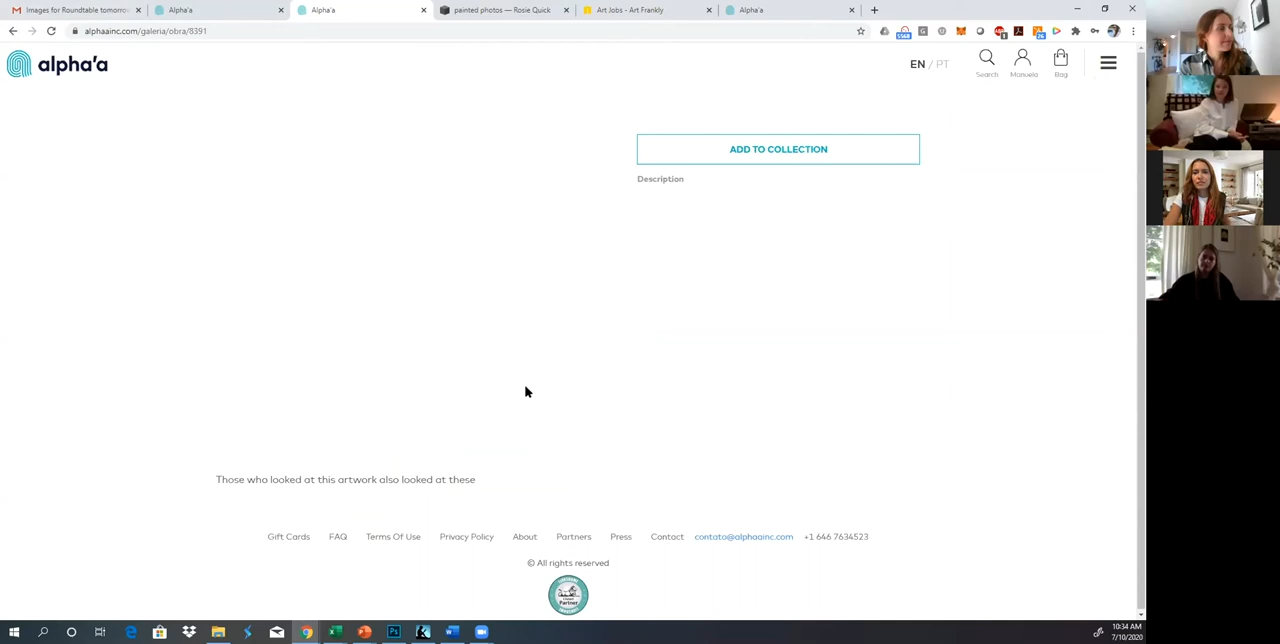 Images for Roundtable tomorrow
Alpha'a
Alpha'a
painted photos — Rosie Quick
Art Jobs - Art Frankly
Alpha'a
alphaainc.com/galeria/obra/8391
alpha'a
EN / PT
Search
Manuela
Bag
ADD TO COLLECTION
Description
Those who looked at this artwork also looked at these
Gift Cards FAQ Terms Of Use Privacy Policy About Partners Press Contact contato@alphaainc.com +1 646 7634523
© All rights reserved
Partner
10:34 AM
7/10/2020